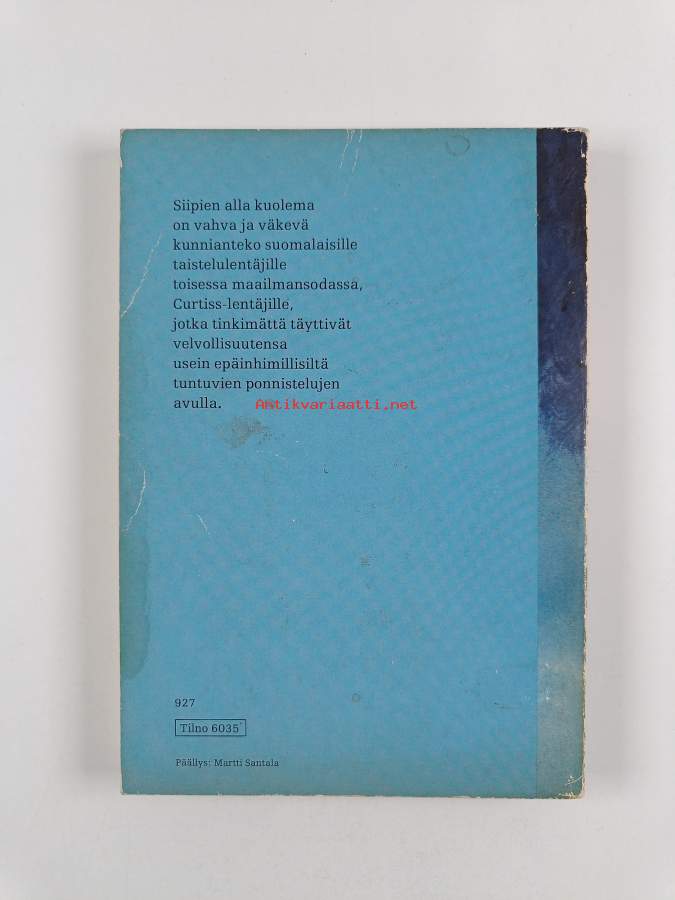 Siipien alla kuolema
on vahva ja väkevä
kunnianteko suomalaisille
taistelulentäjille
toisessa maailmansodassa,
Curtiss-lentäjille,
jotka tinkimättä täyttivät
velvollisuutensa
usein epäinhimillisiltä
tuntuvien ponnistelujen
avulla. Antikvariaatti.net
927
Tilno 6035
Päällys: Martti Santala